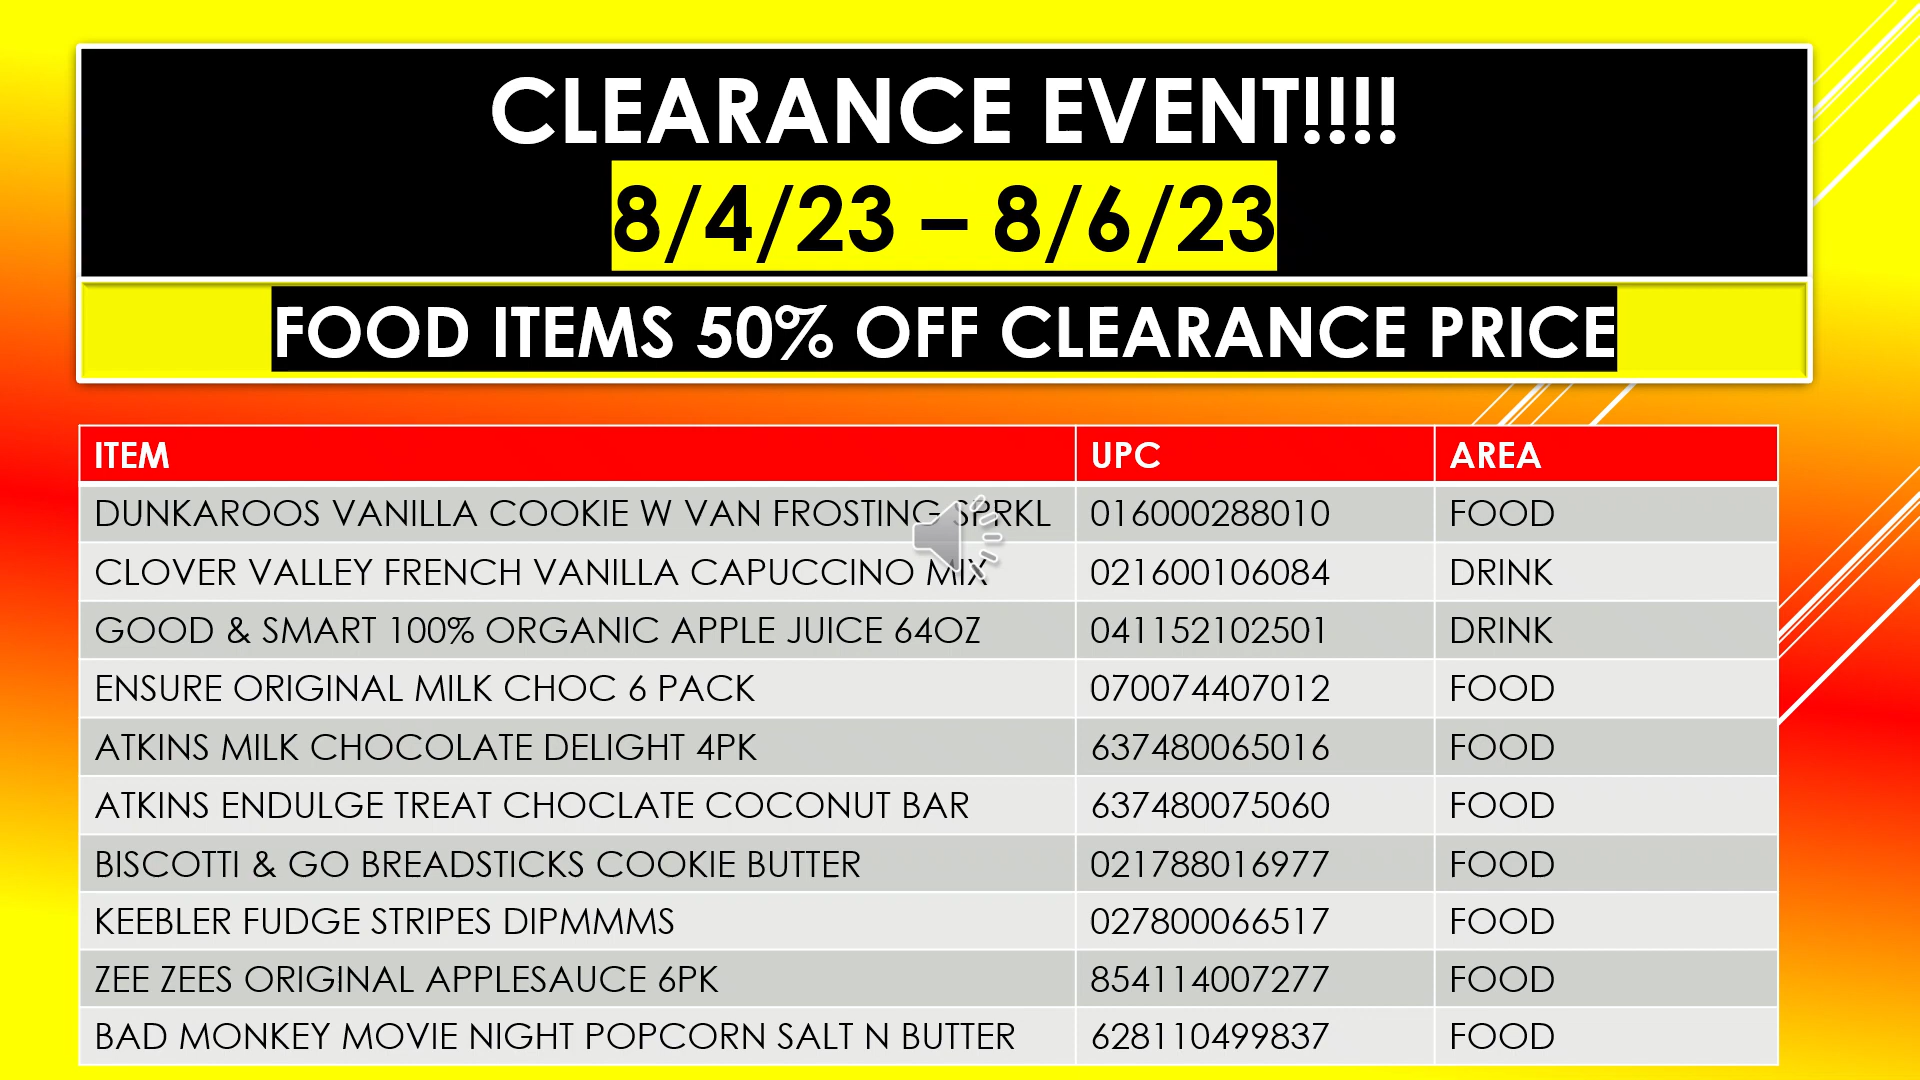 CLEARANCE EVENT!!!!
8/4/23 – 8/6/23
FOOD ITEMS 50% OFF CLEARANCE PRICE
ITEM UPC AREA
DUNKAROOS VANILLA COOKIE W VAN FROSTING SPRKL 016000288010 FOOD
CLOVER VALLEY FRENCH VANILLA CAPUCCINO MIX 021600106084 DRINK
GOOD & SMART 100% ORGANIC APPLE JUICE 64OZ 041152102501 DRINK
ENSURE ORIGINAL MILK CHOC 6 PACK 070074407012 FOOD
ATKINS MILK CHOCOLATE DELIGHT 4PK 637480065016 FOOD
ATKINS ENDULGE TREAT CHOCLATE COCONUT BAR 637480075060 FOOD
BISCOTTI & GO BREADSTICKS COOKIE BUTTER 021788016977 FOOD
KEEBLER FUDGE STRIPES DIPMMMS 027800066517 FOOD
ZEE ZEES ORIGINAL APPLESAUCE 6PK 854114007277 FOOD
BAD MONKEY MOVIE NIGHT POPCORN SALT N BUTTER 628110499837 FOOD